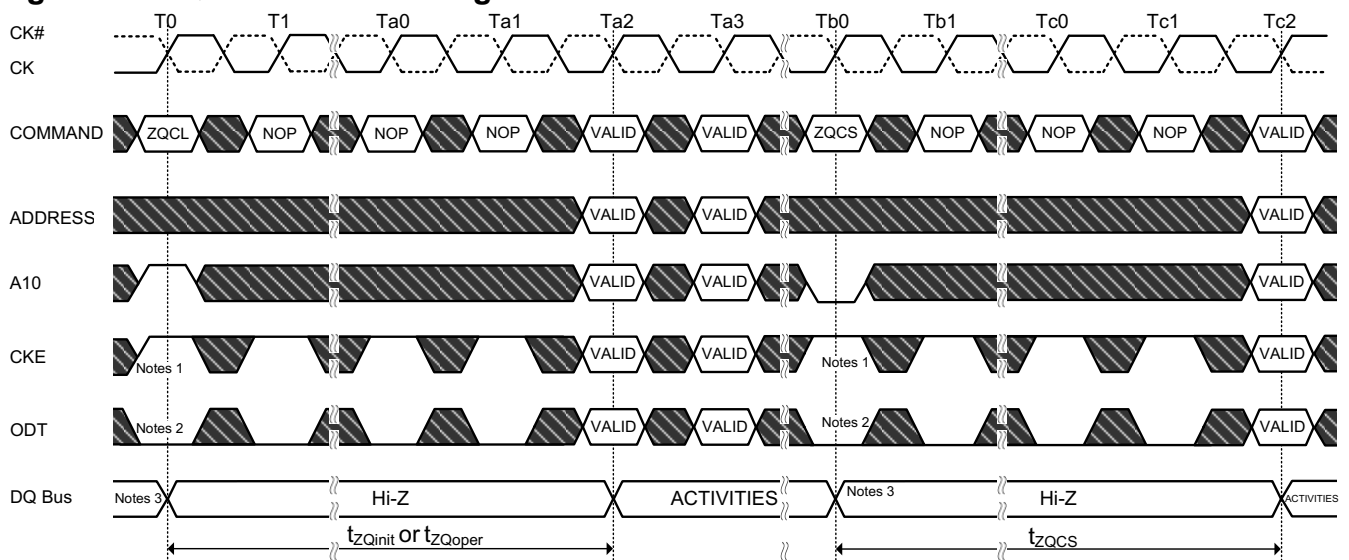 T0 T1 Ta0 Ta1 Ta2 Ta3 Tb0 Tb1 Tc0 Tc1 Tc2
CK#
CK
COMMAND ZQCL NOP NOP NOP VALID VALID ZQCS NOP NOP NOP VALID
ADDRESS VALID VALID VALID
A10 VALID VALID VALID
CKE Notes 1 VALID VALID Notes 1 VALID
ODT Notes 2 VALID VALID Notes 2 VALID
DQ Bus Notes 3 Hi-Z ACTIVITIES Notes 3 Hi-Z ACTIVITIES
tZQinit or tZQoper tZQCS